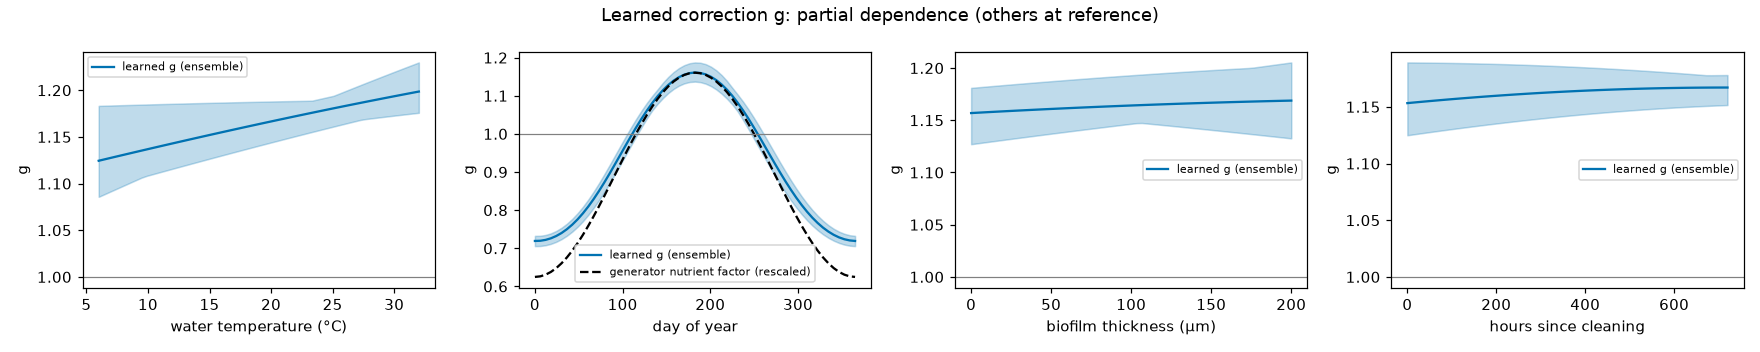 Learned correction g: partial dependence (others at reference)
learned g (ensemble)
g
1.20
1.15
1.10
1.05
1.00
5
10
15
20
25
30
water temperature (°C)
g
1.2
1.1
1.0
0.9
0.8
0.7
0.6
learned g (ensemble)
generator nutrient factor (rescaled)
0
100
200
300
day of year
g
1.20
1.15
1.10
1.05
1.00
learned g (ensemble)
0
50
100
150
200
biofilm thickness (μm)
g
1.15
1.10
1.05
1.00
learned g (ensemble)
0
200
400
600
hours since cleaning